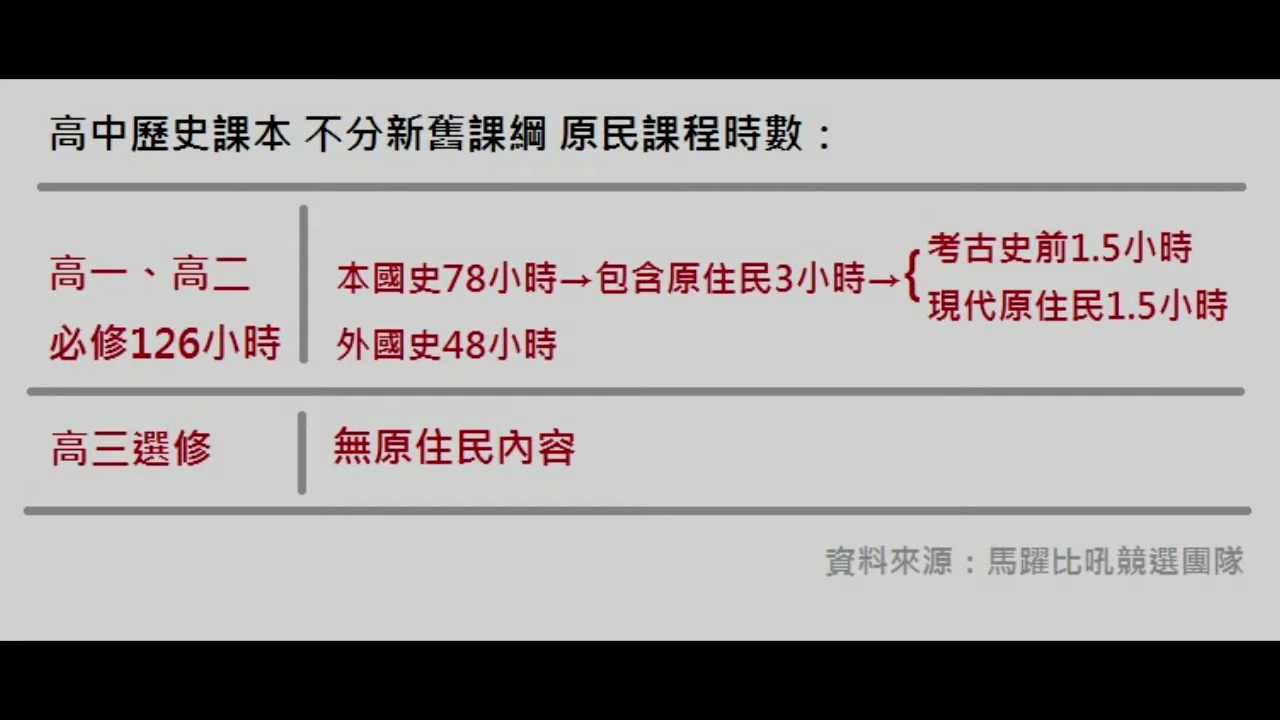 高中歷史課本 不分新舊課綱 原民課程時數：
高一、高二
必修126小時
本國史78小時→包含原住民3小時→{
考古史前1.5小時
現代原住民1.5小時
外國史48小時
高三選修
無原住民內容
資料來源：馬躍比吼競選團隊